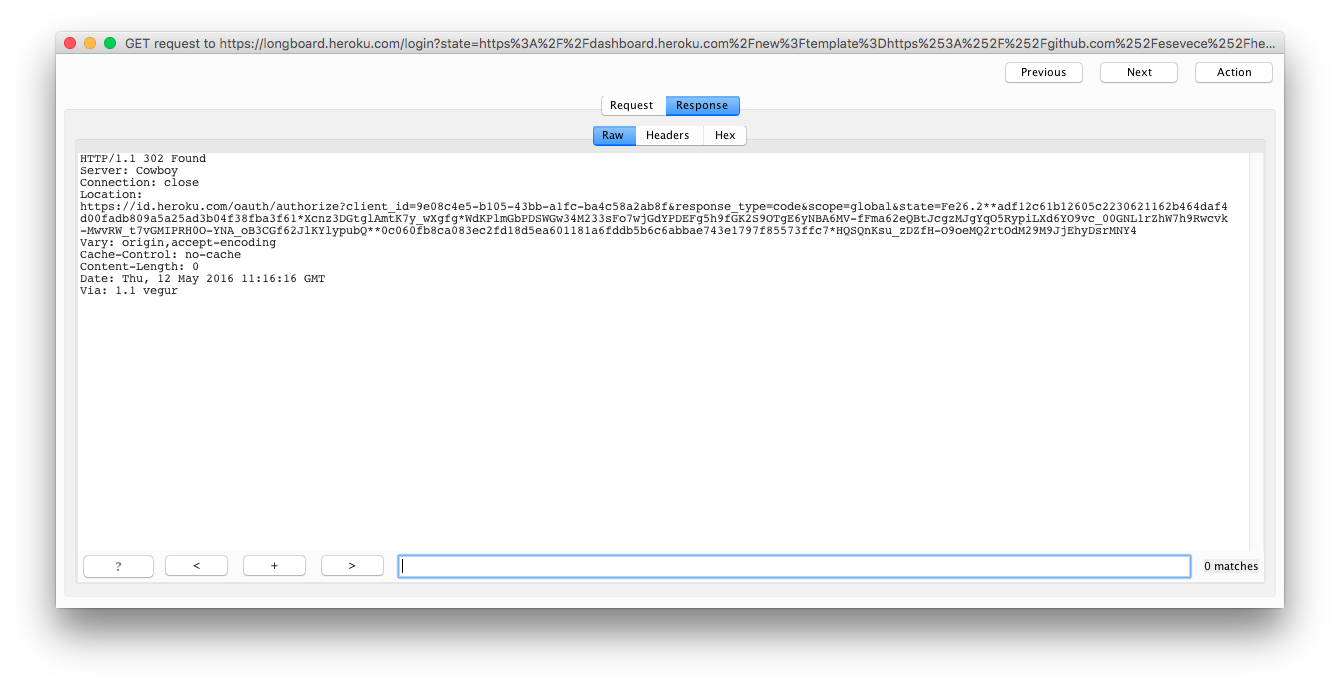 GET request to https://longboard.heroku.com/login?state=https%3A%2F%2Fdashboard.heroku.com%2Fnew%3Ftemplate%3Dhttps%253A%252F%252Fgithub.com%252Fesevece%252Fhe...
Previous Next Action
Request Response
Raw Headers Hex
HTTP/1.1 302 Found
Server: Cowboy
Connection: close
Location:
https://id.heroku.com/oauth/authorize?client_id=9e08c4e5-b105-43bb-a1fc-ba4c58a2ab8f&response_type=code&scope=global&state=Fe26.2**adf12c61b12605c2230621162b464daf4
d00fadb809a5a25ad3b04f38fba3f61*Xcnz3DGtglAmtK7y_wXgfg*WdKPlmGbPDSWGw34M233sFo7wjGdYPDEFg5h9fGK2S9OTgE6yNBA6MV-fFma62eQBtJcgzMJgYqO5RypiLXd6YO9vc_00GNL1rZhW7h9Rwcvk
-MwvRW_t7vGMIPRH0O-YNA_oB3CGf62JlKYlypubQ**0c060fb8ca083ec2fd18d5ea601181a6fddb5b6c6abbae743e1797f85573ffc7*HQSQnKsu_zDZfH-O9oeMQ2rtOdM29M9JjEhyDsrMNY4
Vary: origin,accept-encoding
Cache-Control: no-cache
Content-Length: 0
Date: Thu, 12 May 2016 11:16:16 GMT
Via: 1.1 vegur
? < + > 0 matches